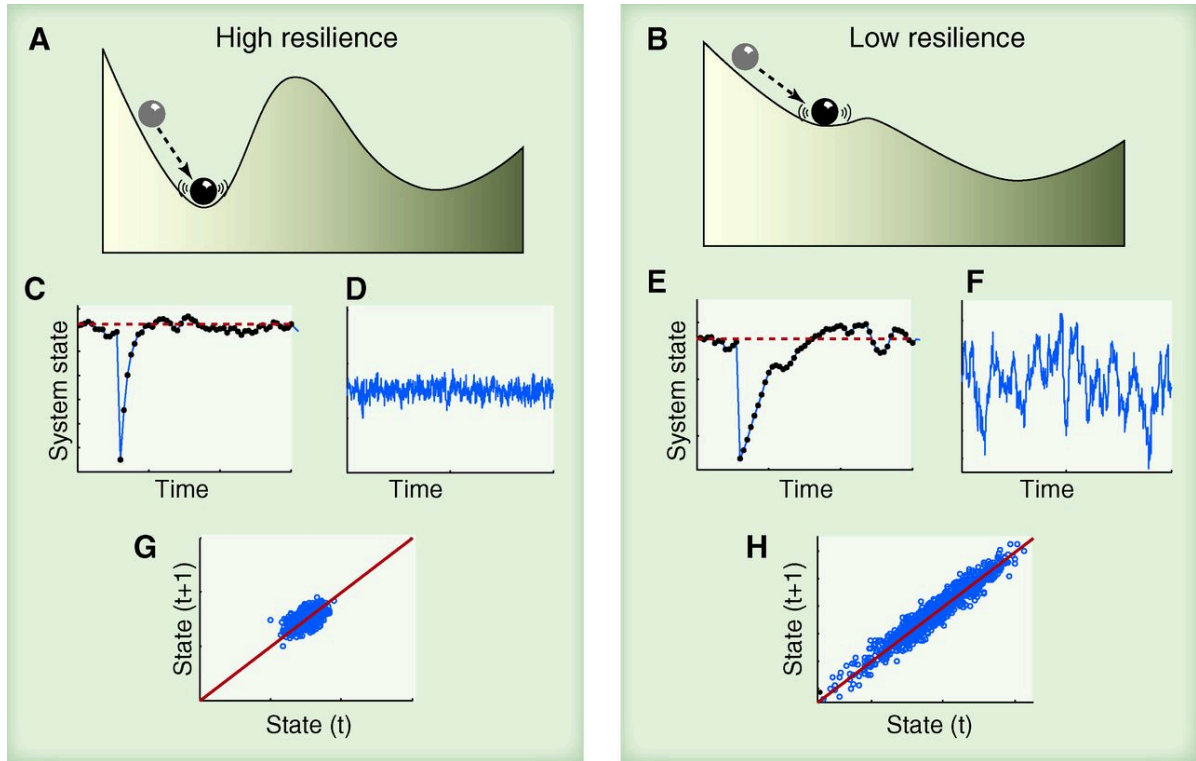 A
High resilience
C
System state
Time
D
Time
G
State (t+1)
State (t)
B
Low resilience
E
System state
Time
F
Time
H
State (t+1)
State (t)